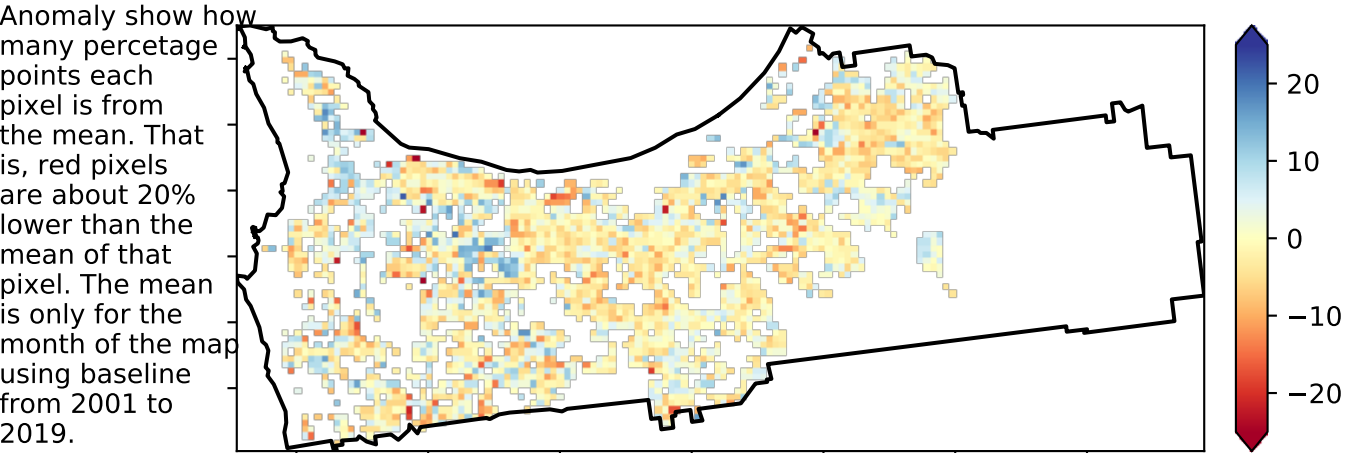 Anomaly show how
many percetage
points each
pixel is from
the mean. That
is, red pixels
are about 20%
lower than the
mean of that
pixel. The mean
is only for the
month of the map
using baseline
from 2001 to
2019.
20
10
0
−10
−20